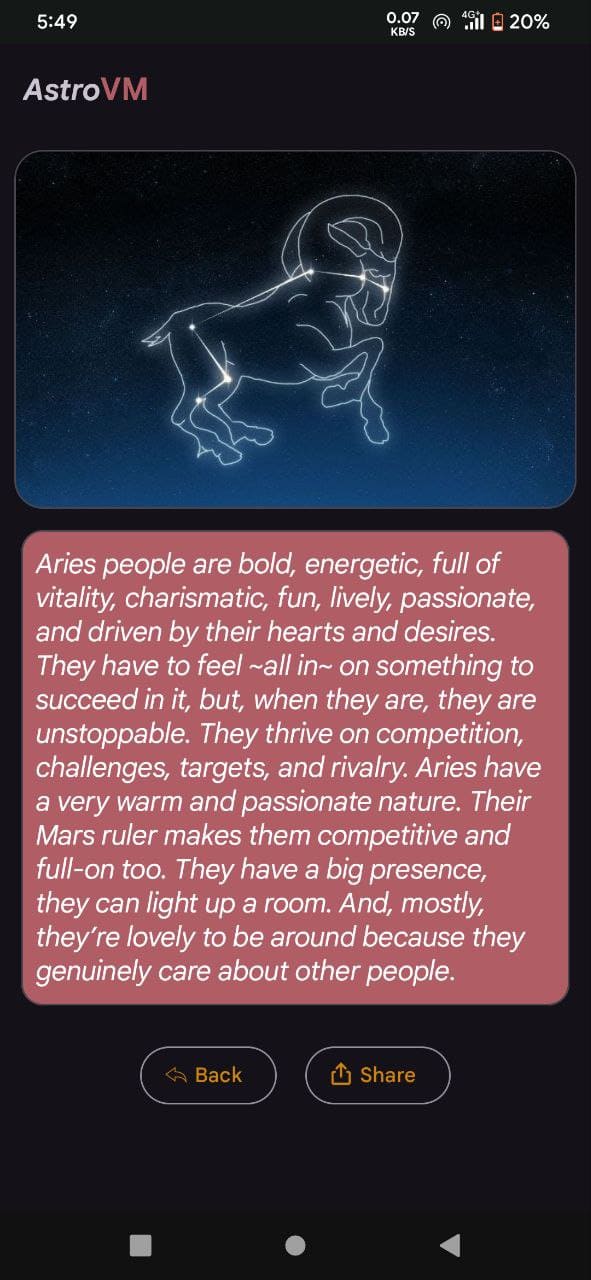 5:49
0.07
KB/S
4G+
20%
AstroVM
Aries people are bold, energetic, full of
vitality, charismatic, fun, lively, passionate,
and driven by their hearts and desires.
They have to feel ~all in~ on something to
succeed in it, but, when they are, they are
unstoppable. They thrive on competition,
challenges, targets, and rivalry. Aries have
a very warm and passionate nature. Their
Mars ruler makes them competitive and
full-on too. They have a big presence,
they can light up a room. And, mostly,
they’re lovely to be around because they
genuinely care about other people.
Back
Share